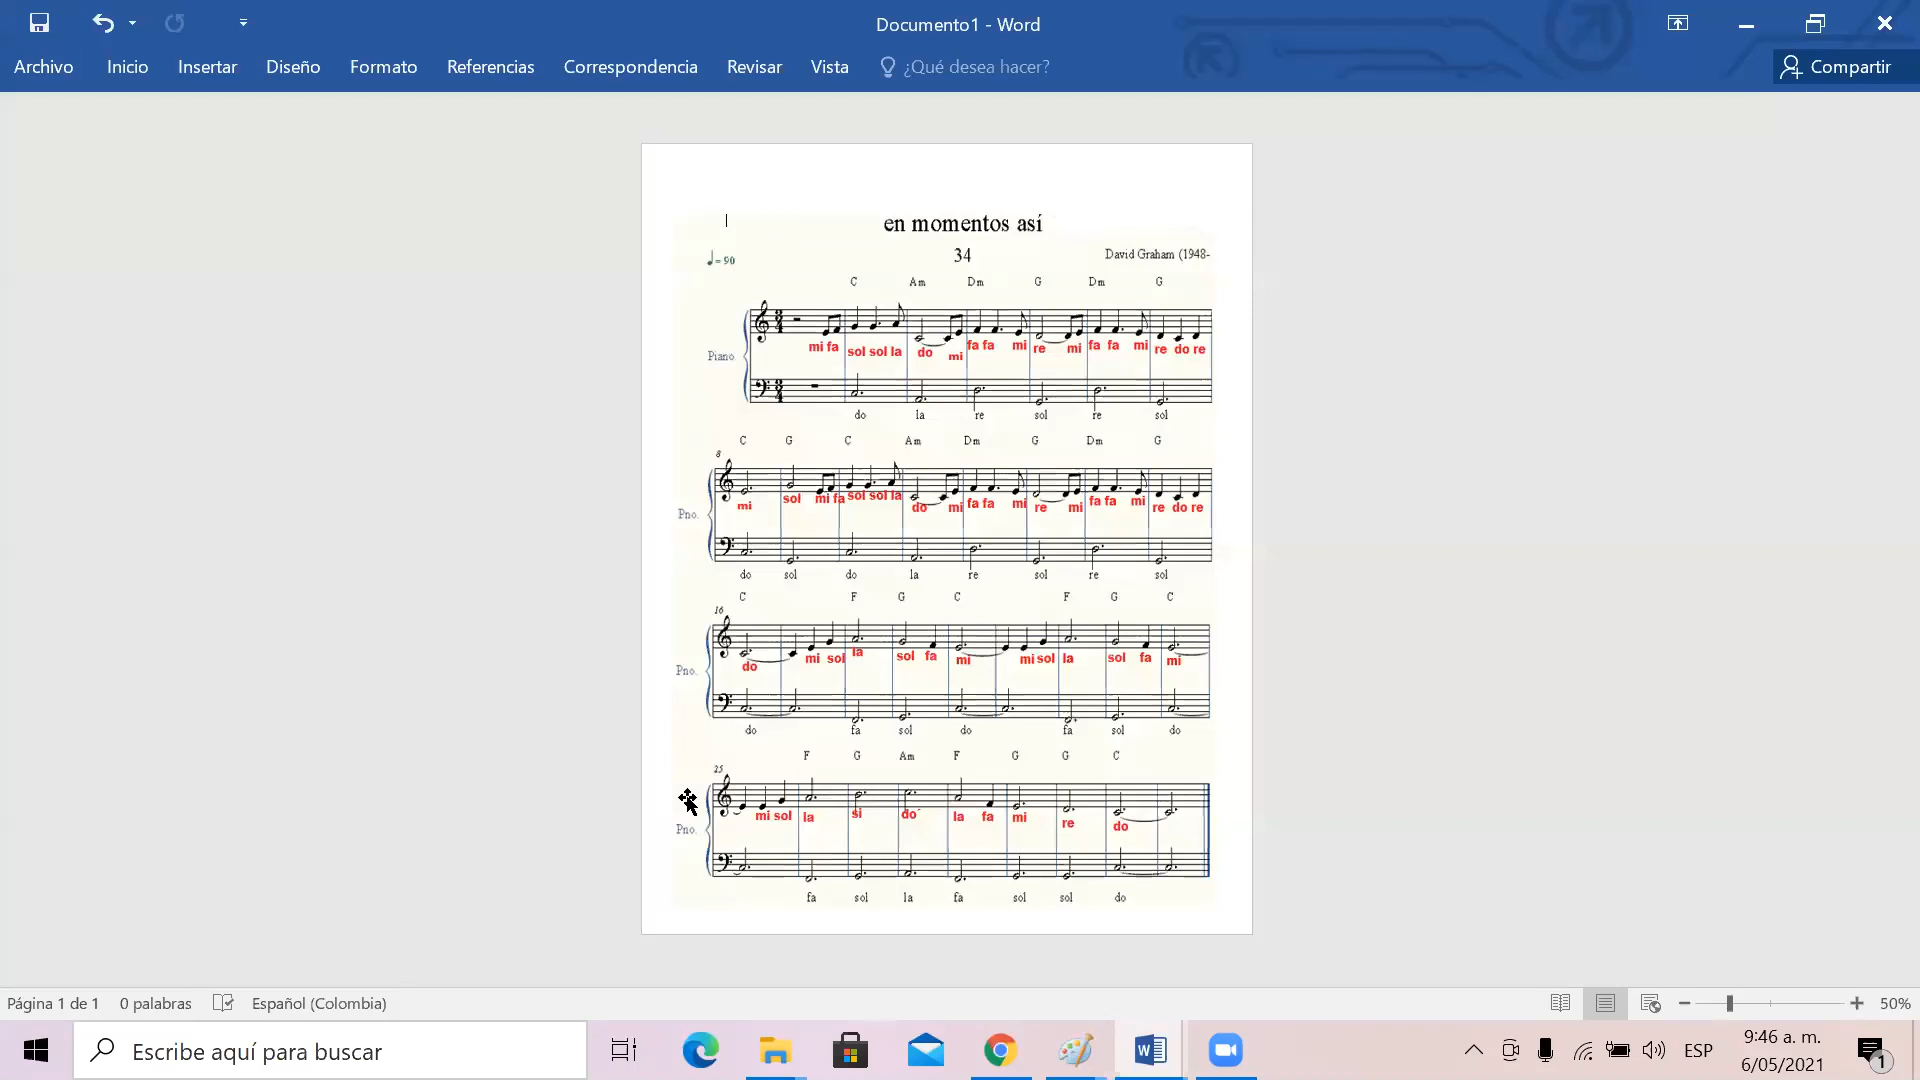 Documento1 - Word
Archivo Inicio Insertar Diseño Formato Referencias Correspondencia Revisar Vista ¿Qué desea hacer? Compartir
en momentos así
34
♩= 90 David Graham (1948-
C Am Dm G Dm G
mi fa sol sol la do mi fa fa mi re mi fa fa mi re do re
Piano
do la re sol re sol
C G C Am Dm G Dm G
8
mi sol mi fa sol sol la do mi fa fa mi re mi fa fa mi re do re
Pno.
do sol do la re sol re sol
C F G C F G C
16
do mi sol la sol fa mi mi sol la sol fa mi
Pno.
do fa sol do fa sol do
F G Am F G G C
25
mi sol la si do´ la fa mi re do
Pno.
fa sol la fa sol sol do
Página 1 de 1 0 palabras Español (Colombia) 50%
Escribe aquí para buscar
ESP
9:46 a. m.
6/05/2021
1